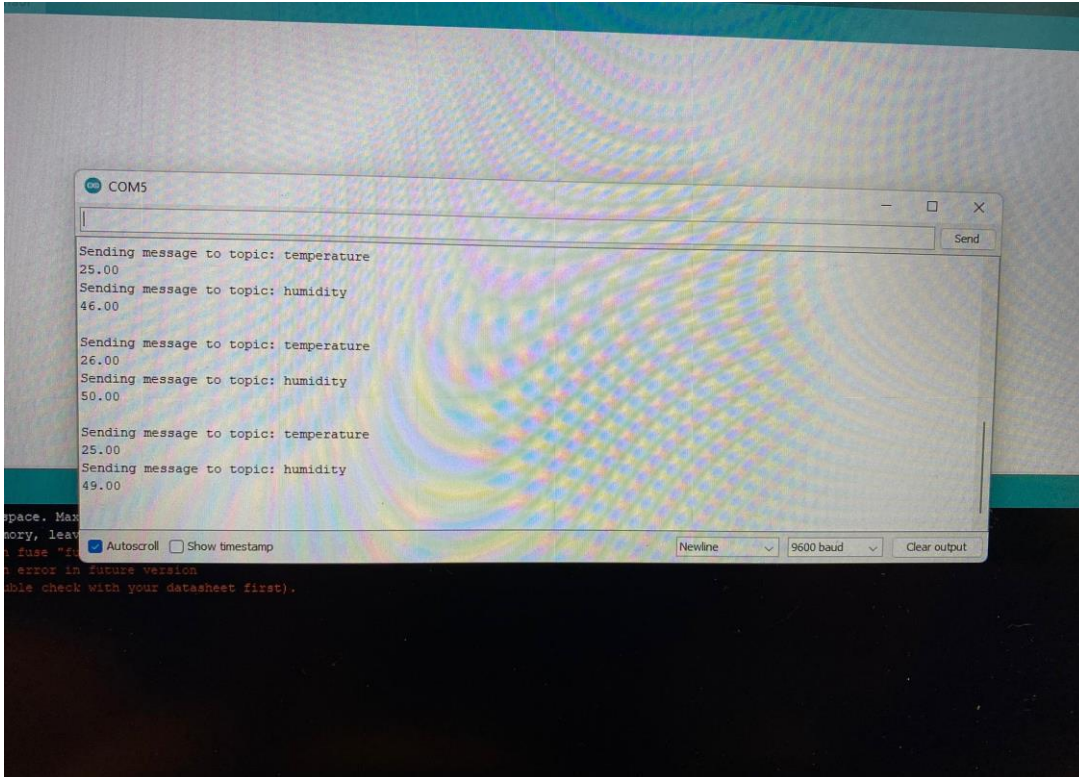 COM5
Send
Sending message to topic: temperature
25.00
Sending message to topic: humidity
46.00
Sending message to topic: temperature
26.00
Sending message to topic: humidity
50.00
Sending message to topic: temperature
25.00
Sending message to topic: humidity
49.00
space. Max
mory, leav
Autoscroll Show timestamp Newline 9600 baud Clear output
n fuse "fu
n error in future version
uble check with your datasheet first).